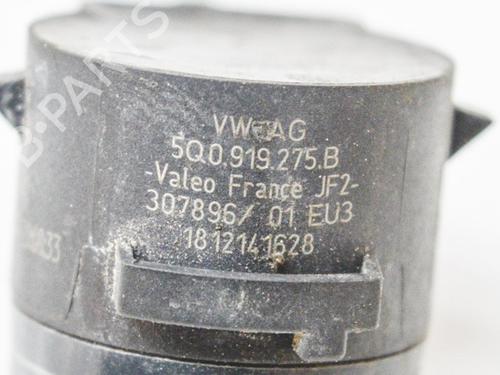 VW AG
5Q0.919.275.B
-Valeo France JF2-
307896/ 01 EU3
1812141628
B-PARTS